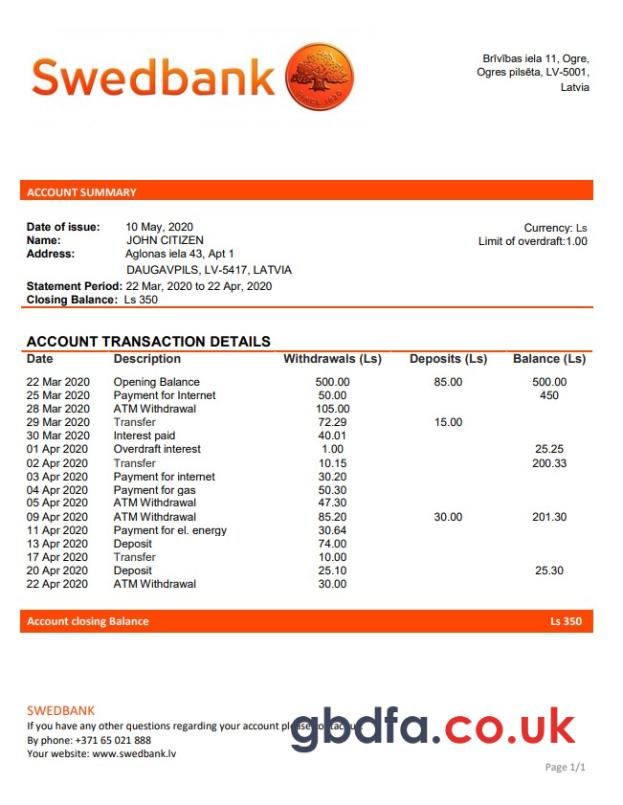 Swedbank
SINCE 1820
Brīvības iela 11, Ogre,
Ogres pilsēta, LV-5001,
Latvia
ACCOUNT SUMMARY
Date of issue: 10 May, 2020
Name: JOHN CITIZEN
Address: Aglonas iela 43, Apt 1
DAUGAVPILS, LV-5417, LATVIA
Statement Period: 22 Mar, 2020 to 22 Apr, 2020
Closing Balance: Ls 350
Currency: Ls
Limit of overdraft:1.00
ACCOUNT TRANSACTION DETAILS
Date Description Withdrawals (Ls) Deposits (Ls) Balance (Ls)
22 Mar 2020 Opening Balance 500.00 85.00 500.00
25 Mar 2020 Payment for Internet 50.00 450
28 Mar 2020 ATM Withdrawal 105.00
29 Mar 2020 Transfer 72.29 15.00
30 Mar 2020 Interest paid 40.01
01 Apr 2020 Overdraft interest 1.00 25.25
02 Apr 2020 Transfer 10.15 200.33
03 Apr 2020 Payment for internet 30.20
04 Apr 2020 Payment for gas 50.30
05 Apr 2020 ATM Withdrawal 47.30
09 Apr 2020 ATM Withdrawal 85.20 30.00 201.30
11 Apr 2020 Payment for el. energy 30.64
13 Apr 2020 Deposit 74.00
17 Apr 2020 Transfer 10.00
20 Apr 2020 Deposit 25.10 25.30
22 Apr 2020 ATM Withdrawal 30.00
Account closing Balance Ls 350
SWEDBANK
If you have any other questions regarding your account
By phone: +371 65 021 888
Your website: www.swedbank.lv
gbdfa.co.uk
Page 1/1